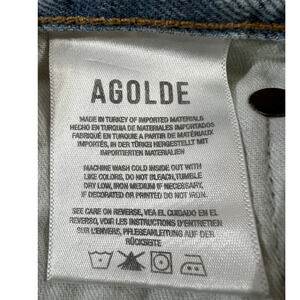 AGOLDE
MADE IN TURKEY OF IMPORTED MATERIALS
HECHO EN TURQUIA DE MATERIALES IMPORTADOS
FABRIQUÉ EN TURQUIE A PARTIR DE MATÉRIAUX
IMPORTÉS, IN DER TÜRKEI HERGESTELLT MIT
IMPORTIERTEN MATERIALIEN
MACHINE WASH COLD INSIDE OUT WITH
LIKE COLORS, DO NOT BLEACH, TUMBLE
DRY LOW, IRON MEDIUM IF NECESSARY,
IF DECORATED OR PRINTED DO NOT IRON.
SEE CARE ON REVERSE, VEA EL CUIDADO EN EL
REVERSO, VOIR LES INSTRUCTIONS D'ENTRETIEN
SUR L'ENVERS, PFLEGEANLEITUNG AUF DER
RÜCKSEITE